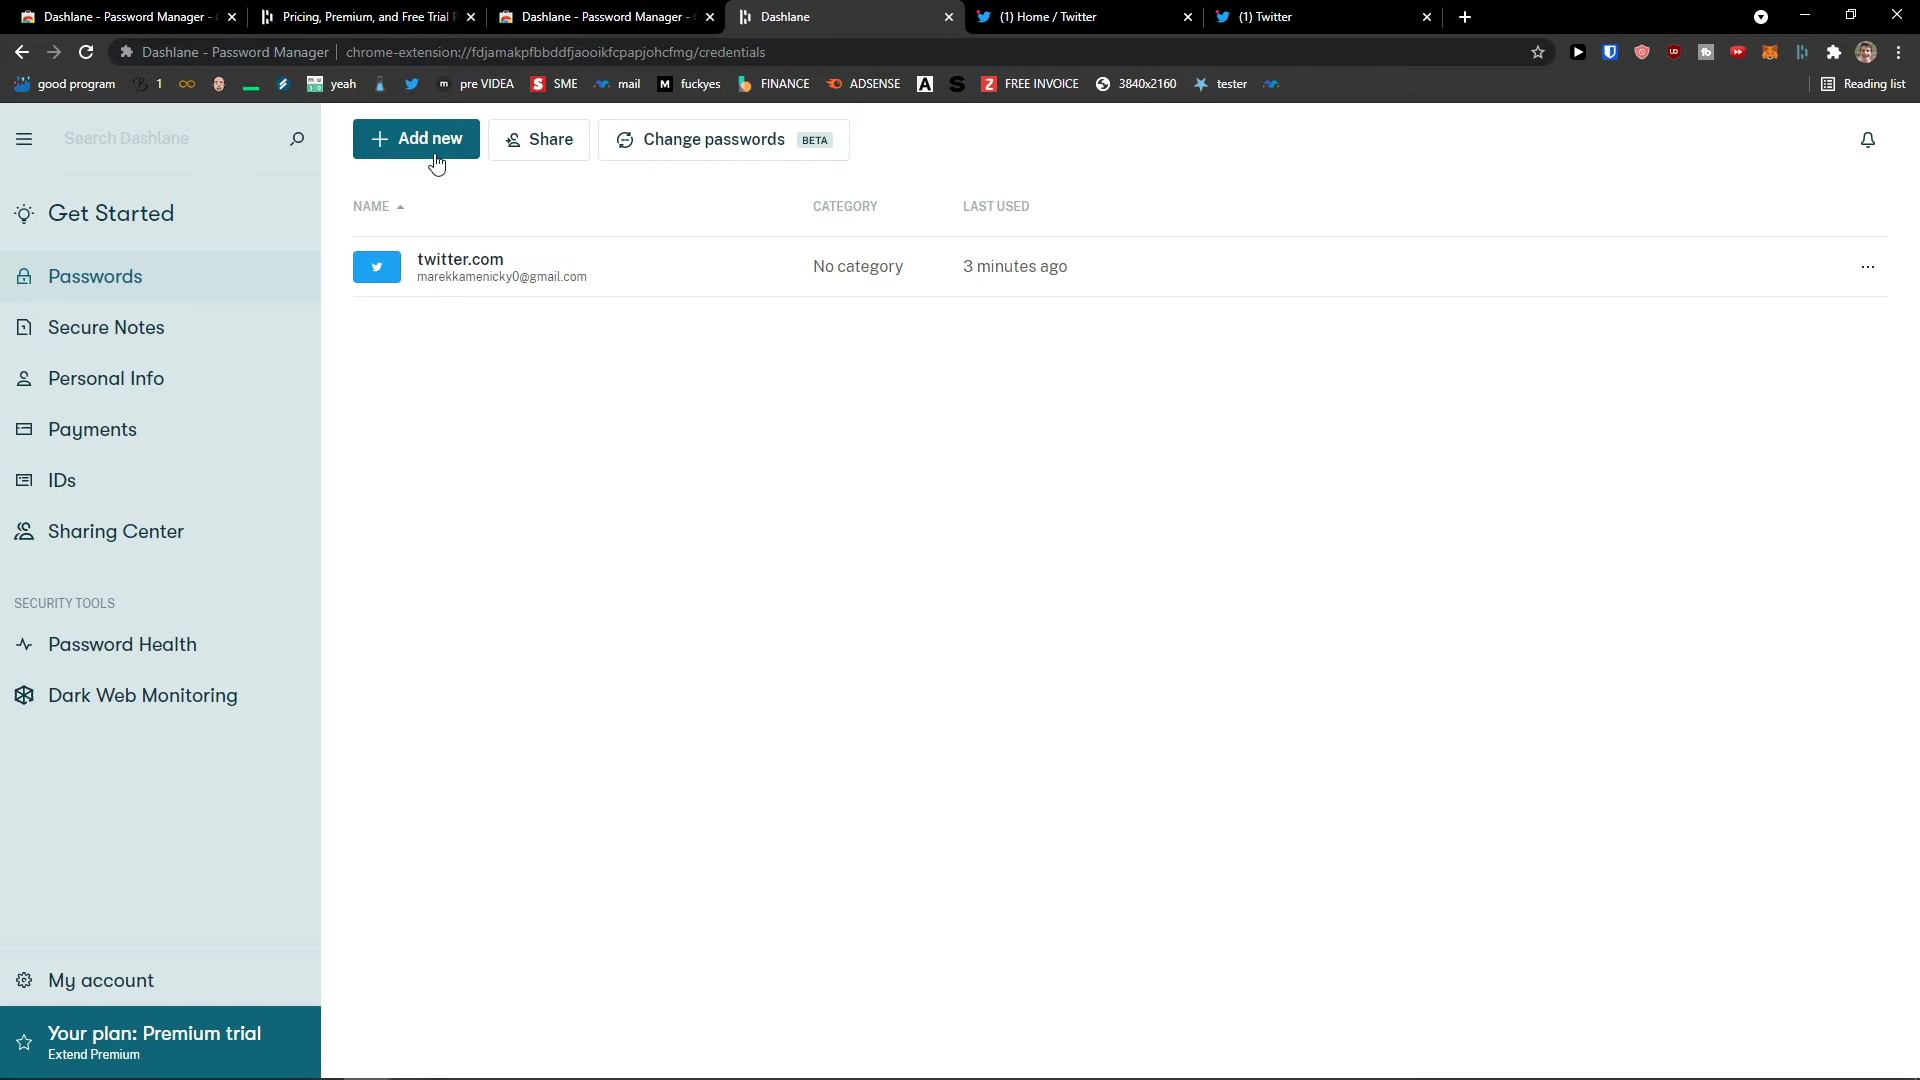 Dashlane - Password Manager -
Pricing, Premium, and Free Trial
Dashlane - Password Manager -
Dashlane
(1) Home / Twitter
(1) Twitter
Dashlane - Password Manager
chrome-extension://fdjamakpfbbddfjaooikfcpapjohcfmg/credentials
good program
1
yeah
m
pre VIDEA
S
SME
mail
M
fuckyes
FINANCE
ADSENSE
A
S
Z
FREE INVOICE
3840x2160
tester
Reading list
Search Dashlane
Add new
Share
Change passwords
BETA
Get Started
Passwords
Secure Notes
Personal Info
Payments
IDs
Sharing Center
SECURITY TOOLS
Password Health
Dark Web Monitoring
My account
Your plan: Premium trial
Extend Premium
NAME
CATEGORY
LAST USED
twitter.com
marekkamenicky0@gmail.com
No category
3 minutes ago